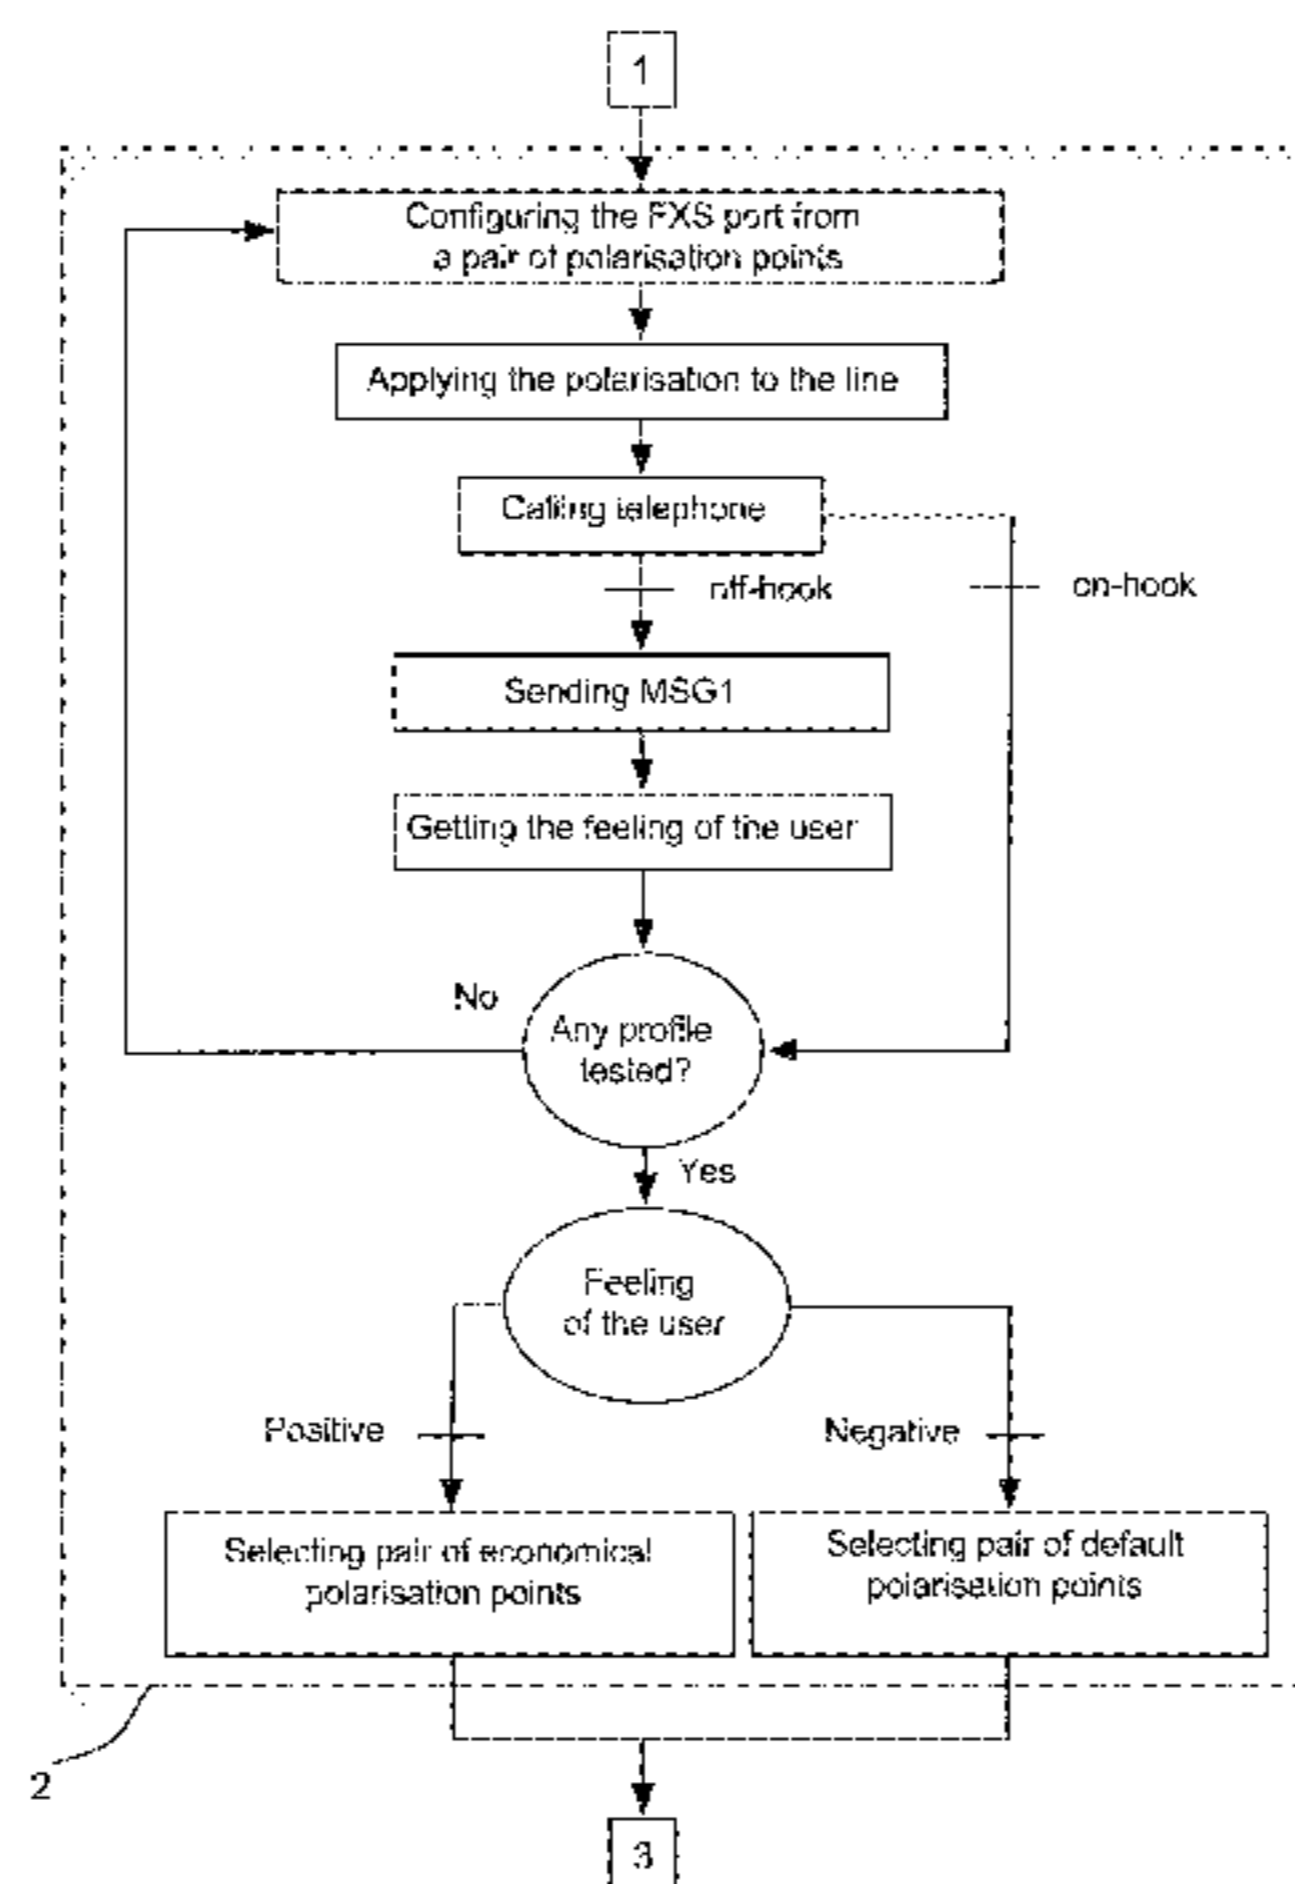 1
Configuring the FXS port from
a pair of polarisation points
Applying the polarisation to the line
Calling telephone
off-hook
on-hook
Sending MSG1
Getting the feeling of the user
No
Any profile
tested?
Yes
Feeling
of the user
Positive
Negative
Selecting pair of economical
polarisation points
Selecting pair of default
polarisation points
2
3